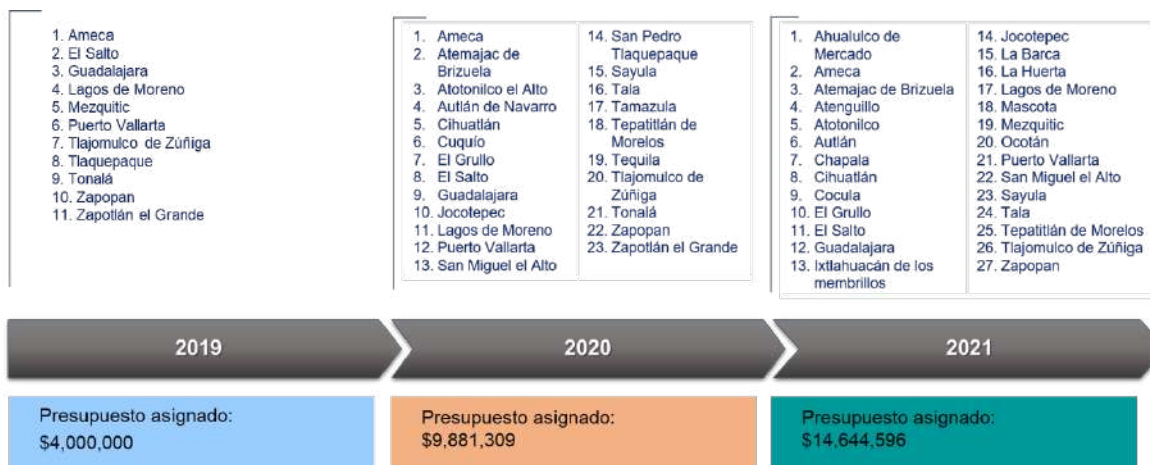 1. Ameca
2. El Salto
3. Guadalajara
4. Lagos de Moreno
5. Mezquitic
6. Puerto Vallarta
7. Tlajomulco de Zúñiga
8. Tlaquepaque
9. Tonalá
10. Zapopan
11. Zapotlán el Grande
1. Ameca
2. Atemajac de
Brizuela
3. Atotonilco el Alto
4. Autlán de Navarro
5. Cihuatlán
6. Cuquío
7. El Grullo
8. El Salto
9. Guadalajara
10. Jocotepec
11. Lagos de Moreno
12. Puerto Vallarta
13. San Miguel el Alto
14. San Pedro
Tlaquepaque
15. Sayula
16. Tala
17. Tamazula
18. Tepatitlán de
Morelos
19. Tequila
20. Tlajomulco de
Zúñiga
21. Tonalá
22. Zapopan
23. Zapotlán el Grande
1. Ahualulco de
Mercado
2. Ameca
3. Atemajac de Brizuela
4. Atenguillo
5. Atotonilco
6. Autlán
7. Chapala
8. Cihuatlán
9. Cocula
10. El Grullo
11. El Salto
12. Guadalajara
13. Ixtlahuacán de los
membrillos
14. Jocotepec
15. La Barca
16. La Huerta
17. Lagos de Moreno
18. Mascota
19. Mezquitic
20. Ocotán
21. Puerto Vallarta
22. San Miguel el Alto
23. Sayula
24. Tala
25. Tepatitlán de Morelos
26. Tlajomulco de Zúñiga
27. Zapopan
2019
2020
2021
Presupuesto asignado:
$4,000,000
Presupuesto asignado:
$9,881,309
Presupuesto asignado:
$14,644,596